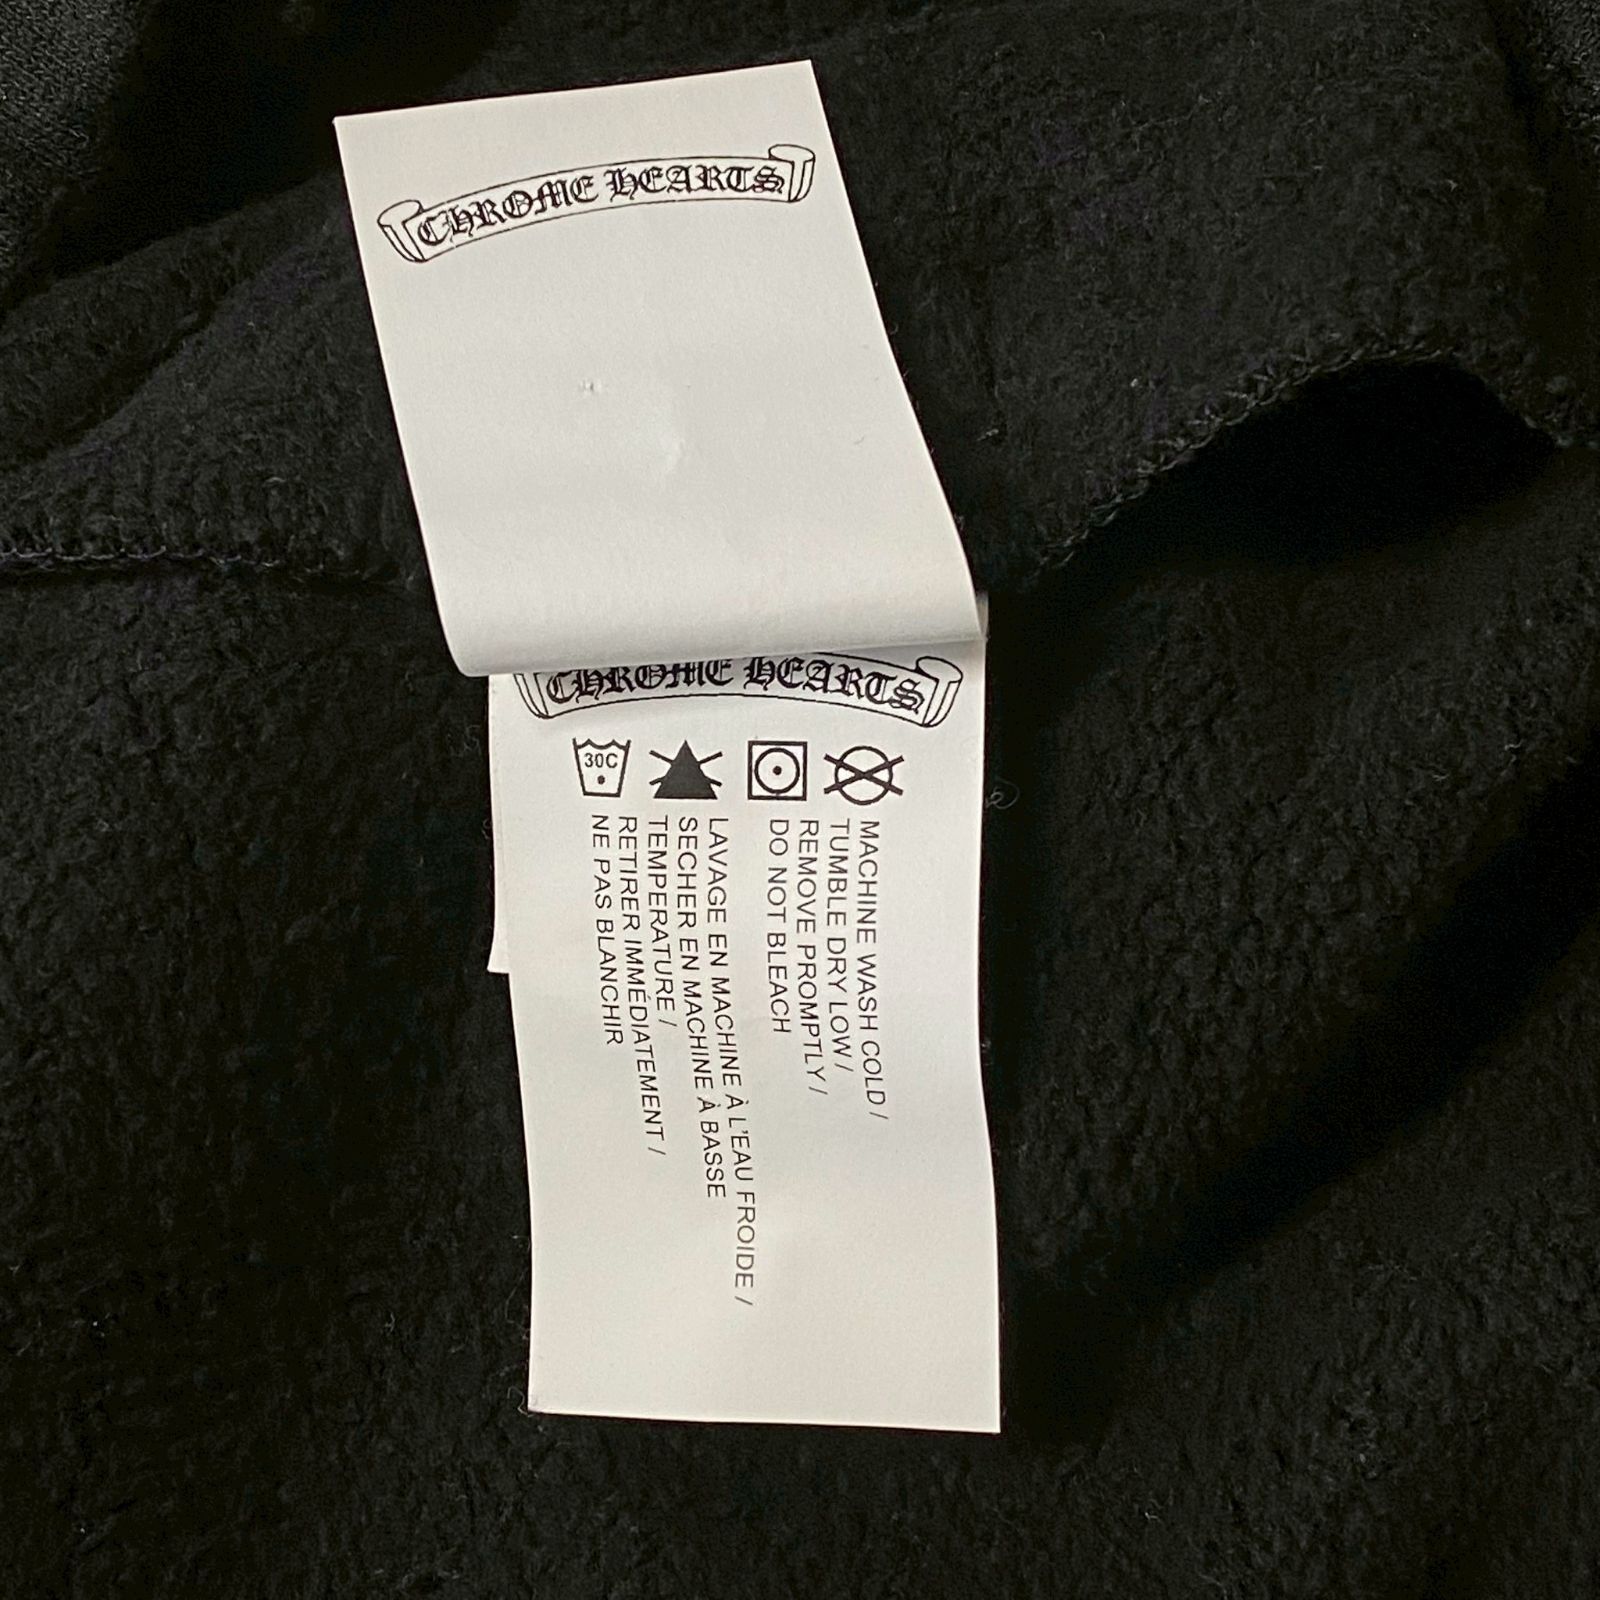 CHROME HEARTS
CHROME HEARTS
30C
MACHINE WASH COLD /
TUMBLE DRY LOW /
REMOVE PROMPTLY /
DO NOT BLEACH
LAVAGE EN MACHINE À L'EAU FROIDE /
SECHER EN MACHINE À BASSE
TEMPERATURE /
RETIRER IMMÉDIATEMENT /
NE PAS BLANCHIR